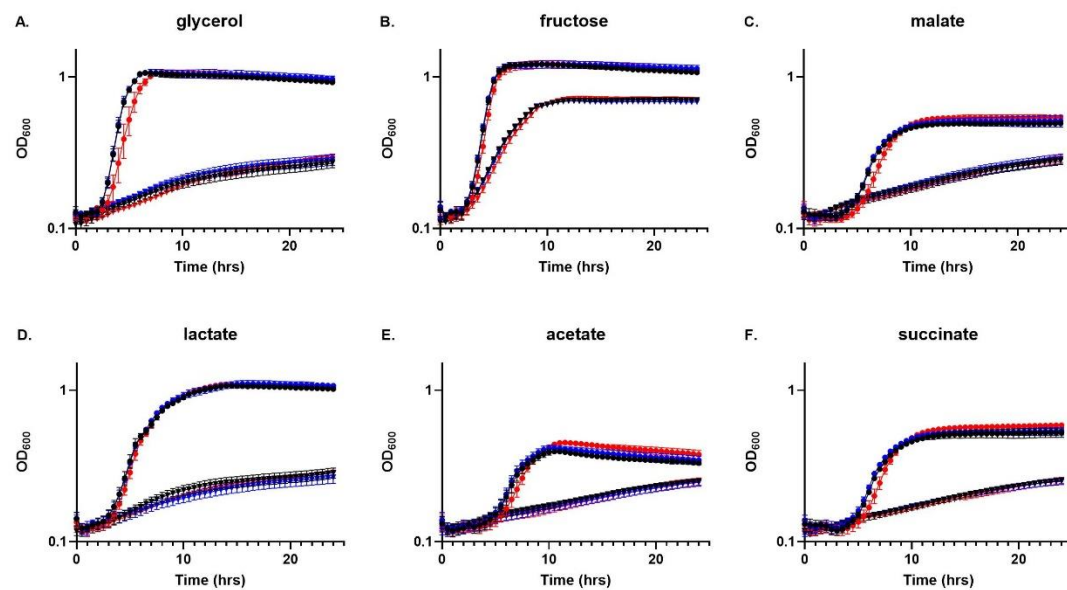 A. glycerol
1
OD600
0.1
0 10 20
Time (hrs)
B. fructose
1
OD600
0.1
0 10 20
Time (hrs)
C. malate
1
OD600
0.1
0 10 20
Time (hrs)
D. lactate
1
OD600
0.1
0 10 20
Time (hrs)
E. acetate
1
OD600
0.1
0 10 20
Time (hrs)
F. succinate
1
OD600
0.1
0 10 20
Time (hrs)